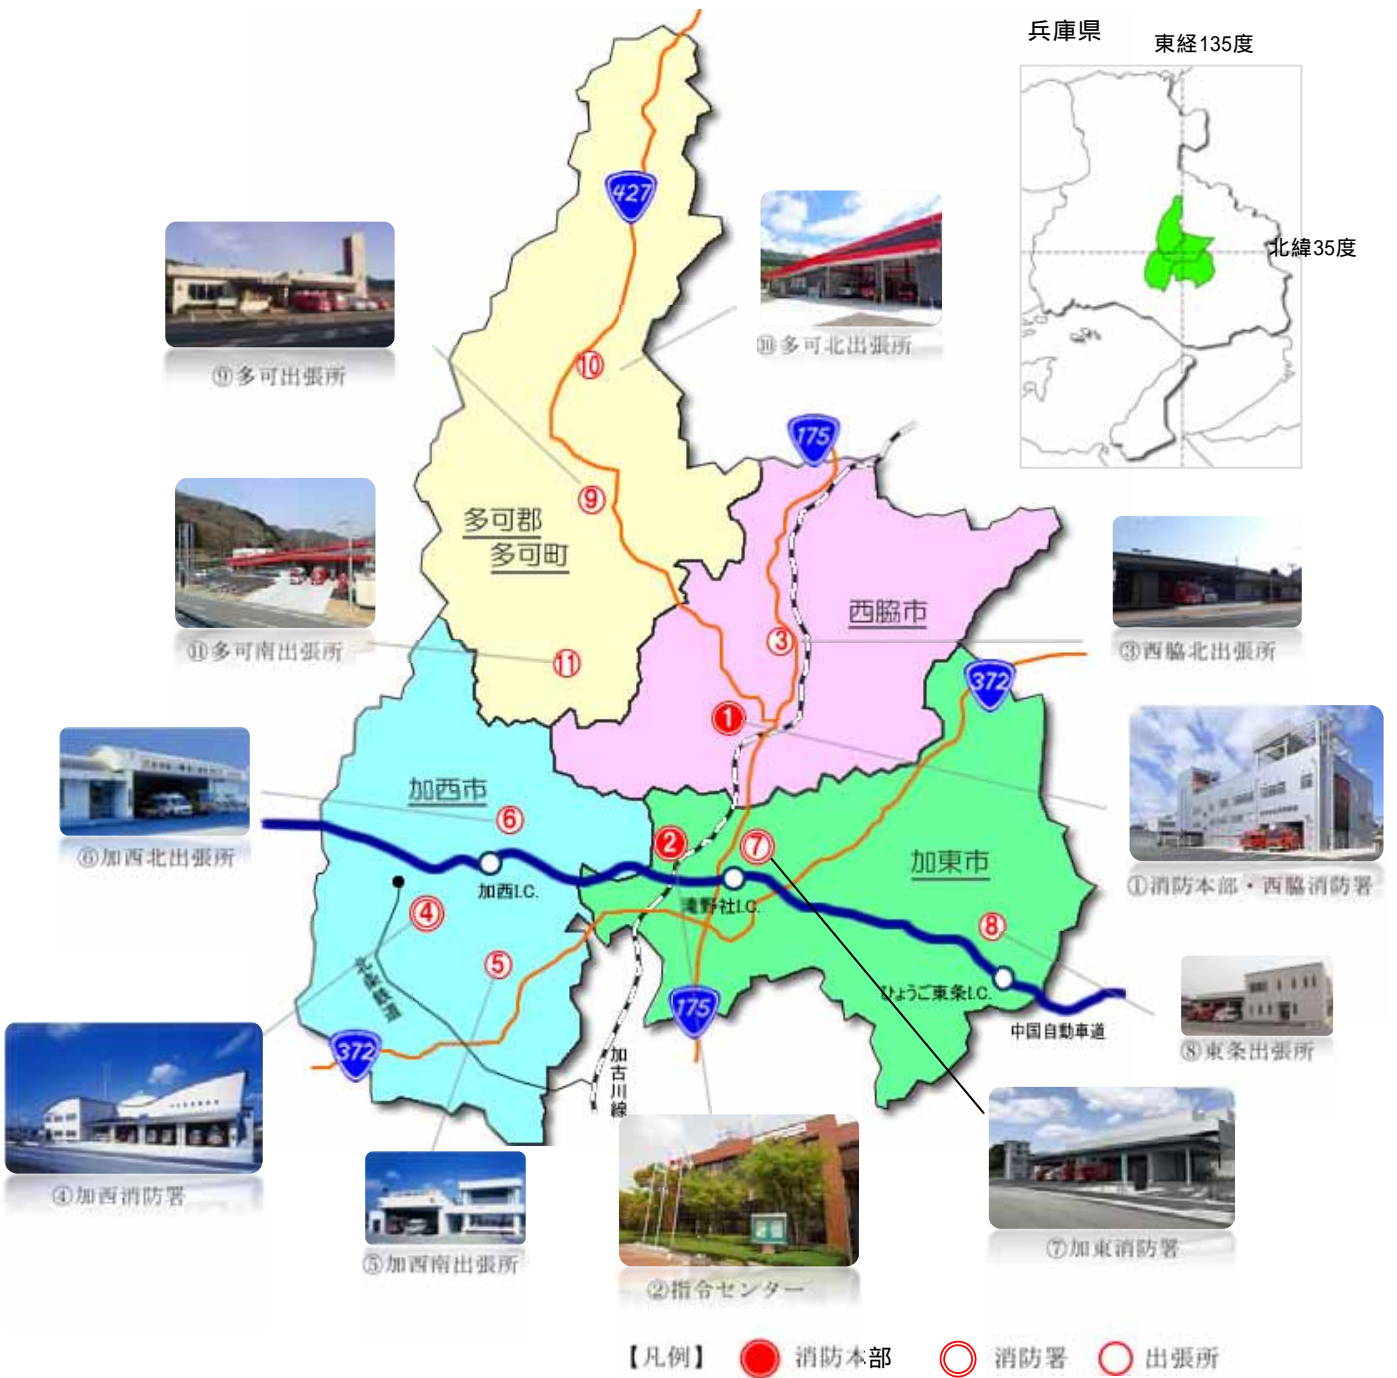 兵庫県
東経135度
北緯35度
427
⑩多可北出張所
⑨多可出張所
⑩
175
⑨
多可郡
多可町
西脇市
③
③西脇北出張所
⑪多可南出張所
⑪
372
①
①消防本部・西脇消防署
加西市
⑥
⑥加西北出張所
②
⑦
加東市
加西I.C.
滝野社I.C.
④
⑧
⑤
北条鉄道
ひょうご東条I.C.
175
中国自動車道
372
加古川線
⑧東条出張所
④加西消防署
⑤加西南出張所
⑦加東消防署
②指令センター
【凡例】 消防本部 消防署 出張所